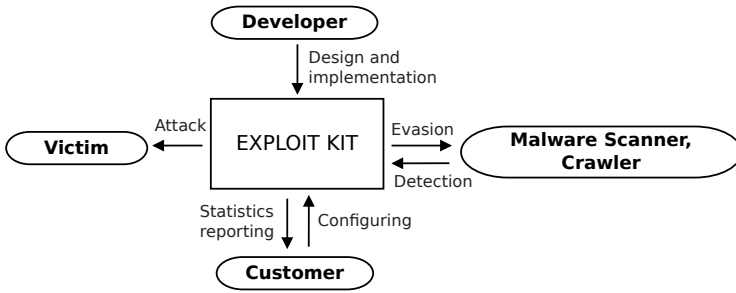 Developer
Design and
implementation
Attack
Victim
EXPLOIT KIT
Evasion
Detection
Malware Scanner,
Crawler
Statistics
reporting
Configuring
Customer